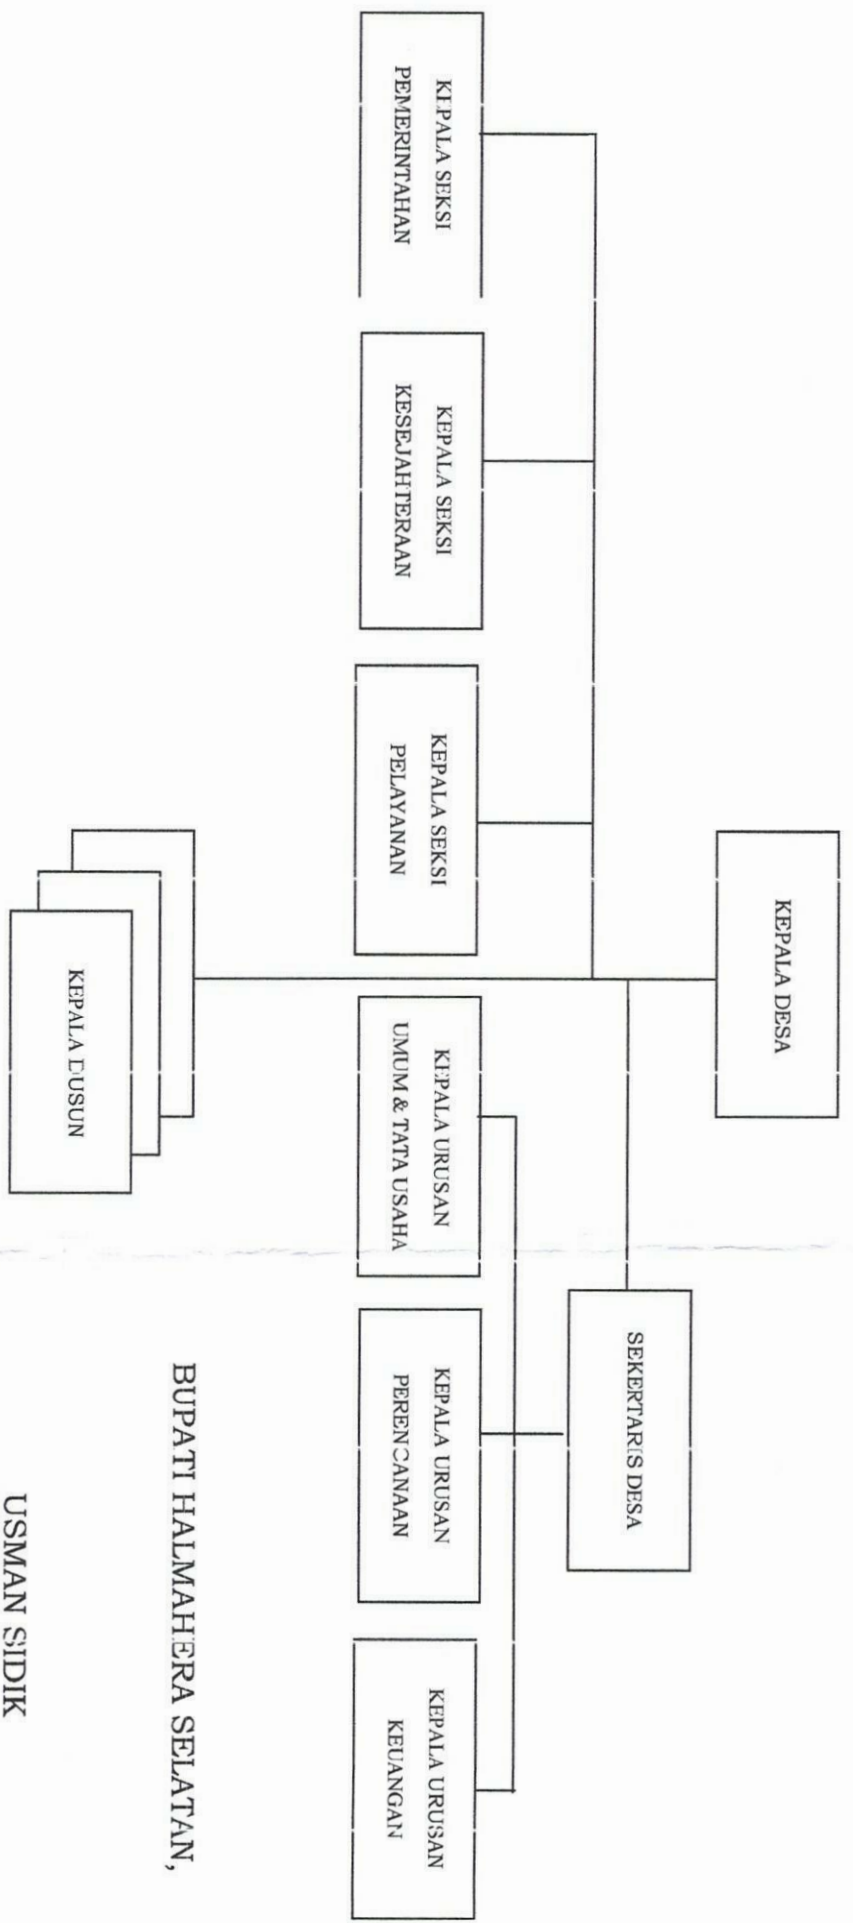 KEPALA DESA
SEKERTARIS DESA
KEPALA SEKSI
PEMERINTAHAN
KEPALA SEKSI
KESEJAHTERAAN
KEPALA SEKSI
PELAYANAN
KEPALA URUSAN
UMUM & TATA USAHA
KEPALA URUSAN
PERENCANAAN
KEPALA URUSAN
KEUANGAN
KEPALA DUSUN
BUPATI HALMAHERA SELATAN,
USMAN SIDIK